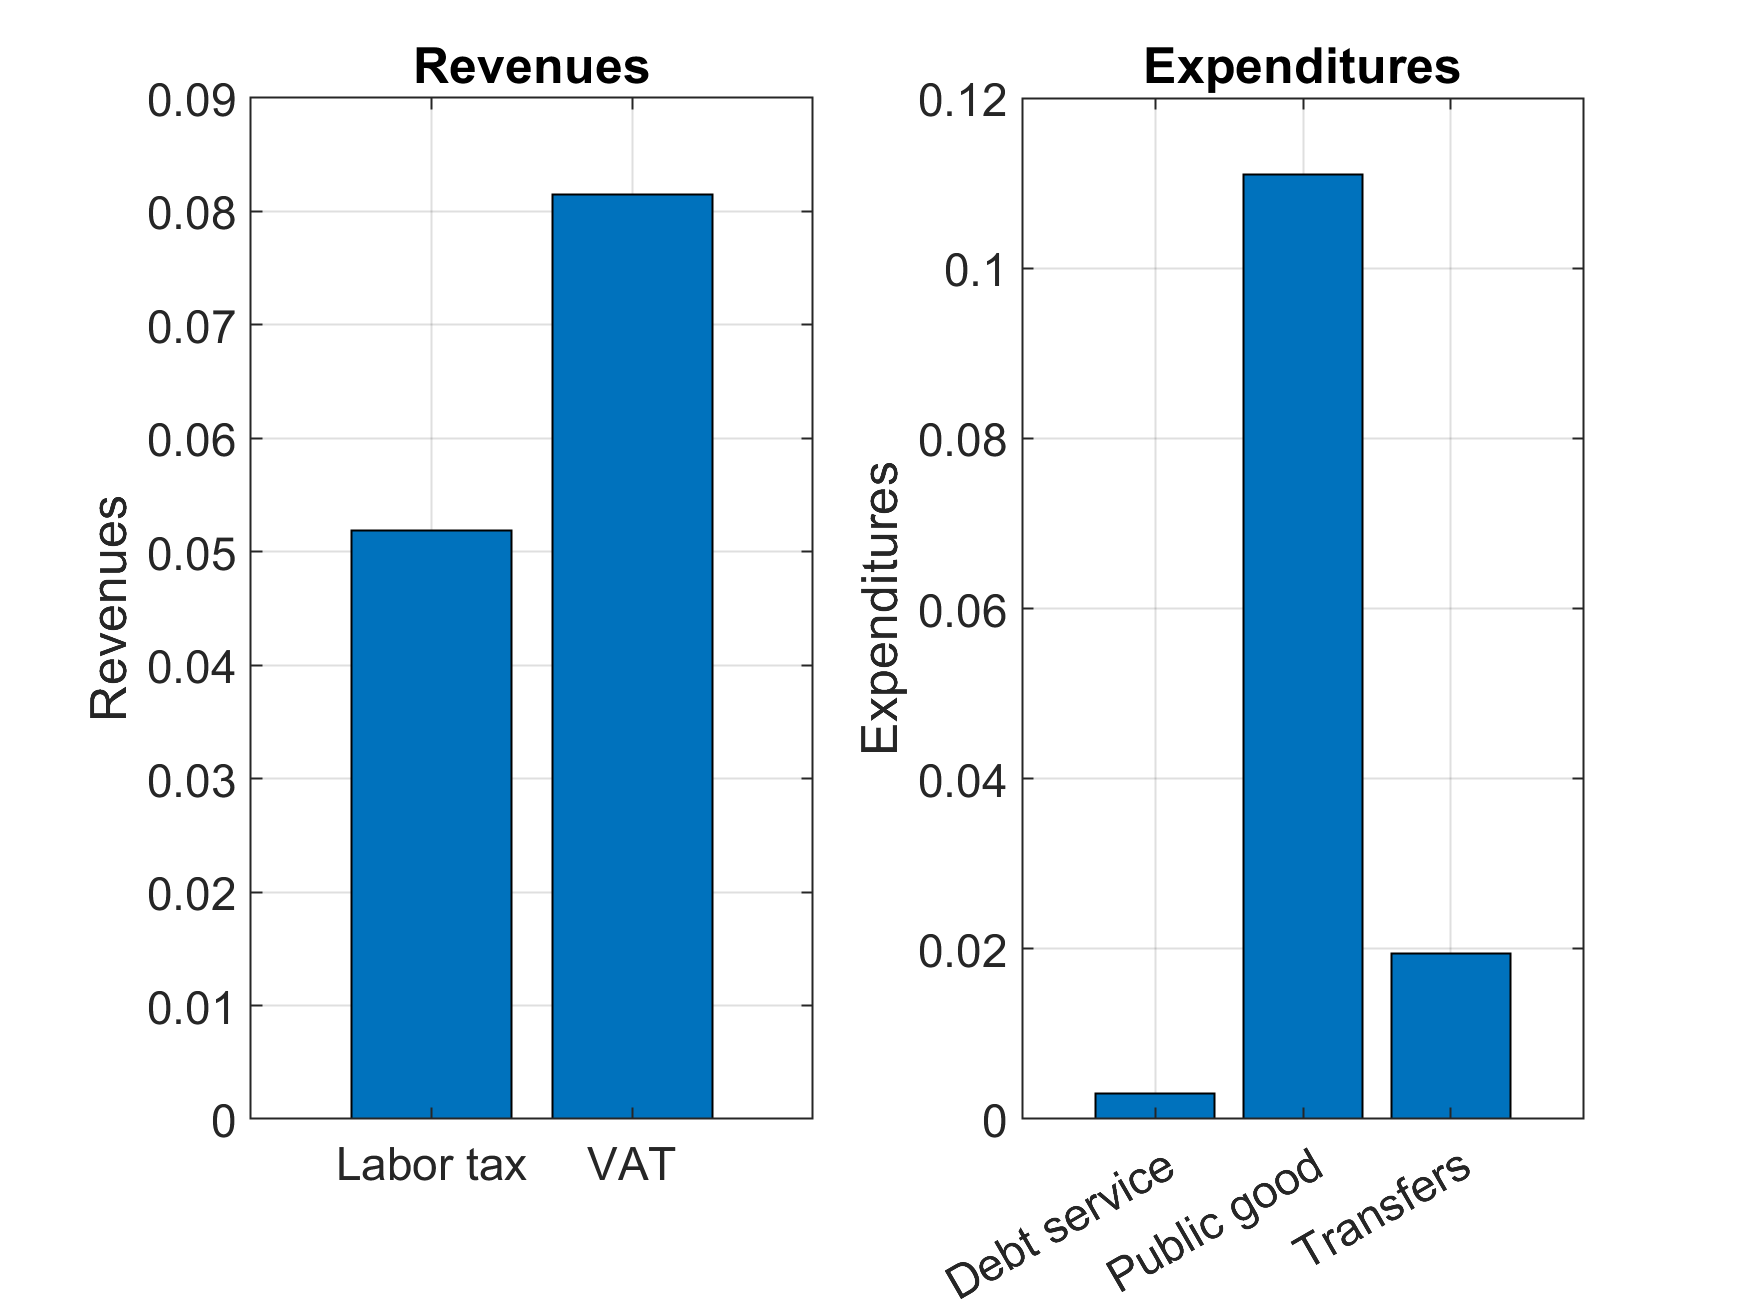 Revenues
0.09
0.08
0.07
0.06
0.05
0.04
0.03
0.02
0.01
0
Revenues
Labor tax
VAT
Expenditures
0.12
0.1
0.08
0.06
0.04
0.02
0
Expenditures
Debt service
Public good
Transfers